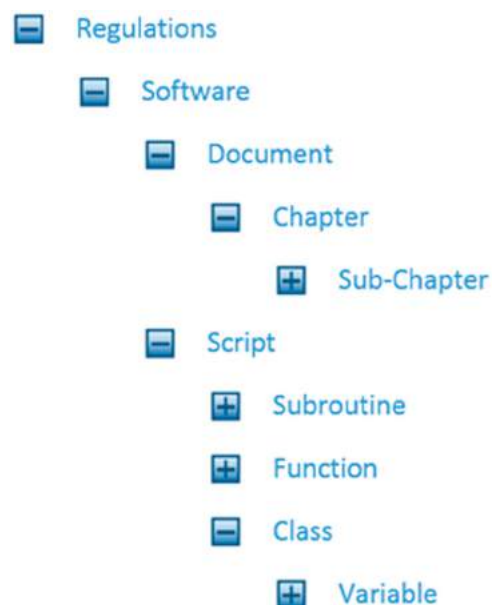 Regulations
Software
Document
Chapter
Sub-Chapter
Script
Subroutine
Function
Class
Variable